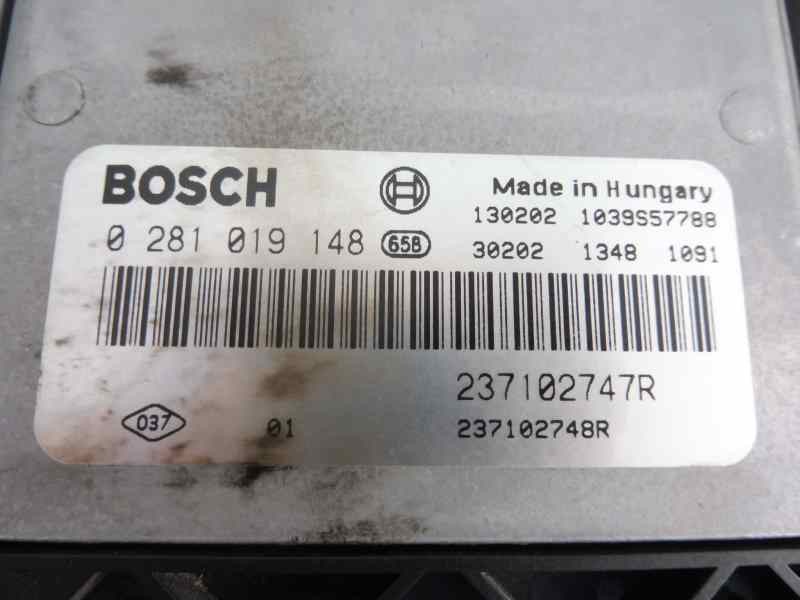 BOSCH
Made in Hungary
130202 1039S57788
0 281 019 148 658
30202 1348 1091
237102747R
037 01 237102748R